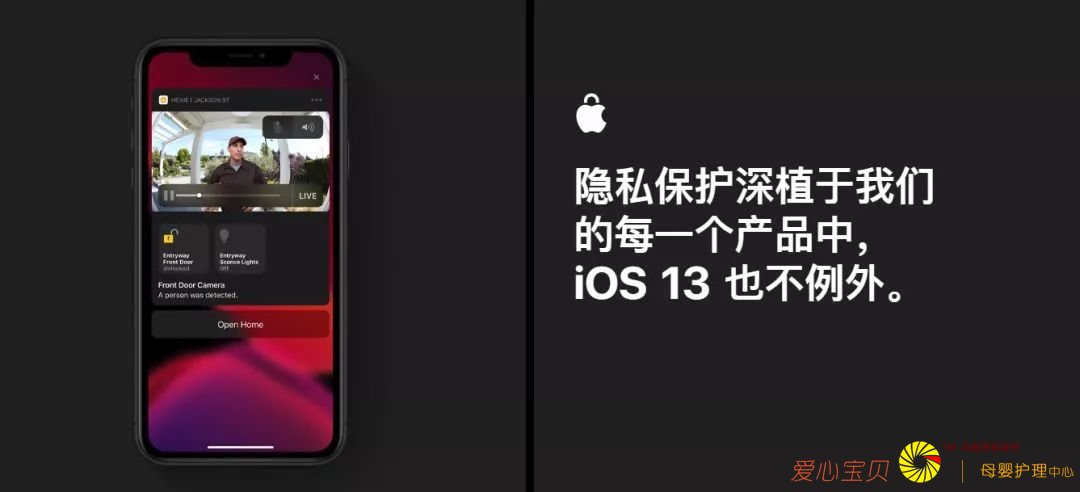 HOME | JACKSON ST
LIVE
Entryway
Front Door
Unlocked
Entryway
Sconce Lights
Off
Front Door Camera
A person was detected.
Open Home
隐私保护深植于我们
的每一个产品中，
iOS 13 也不例外。
爱心宝贝
母婴护理中心